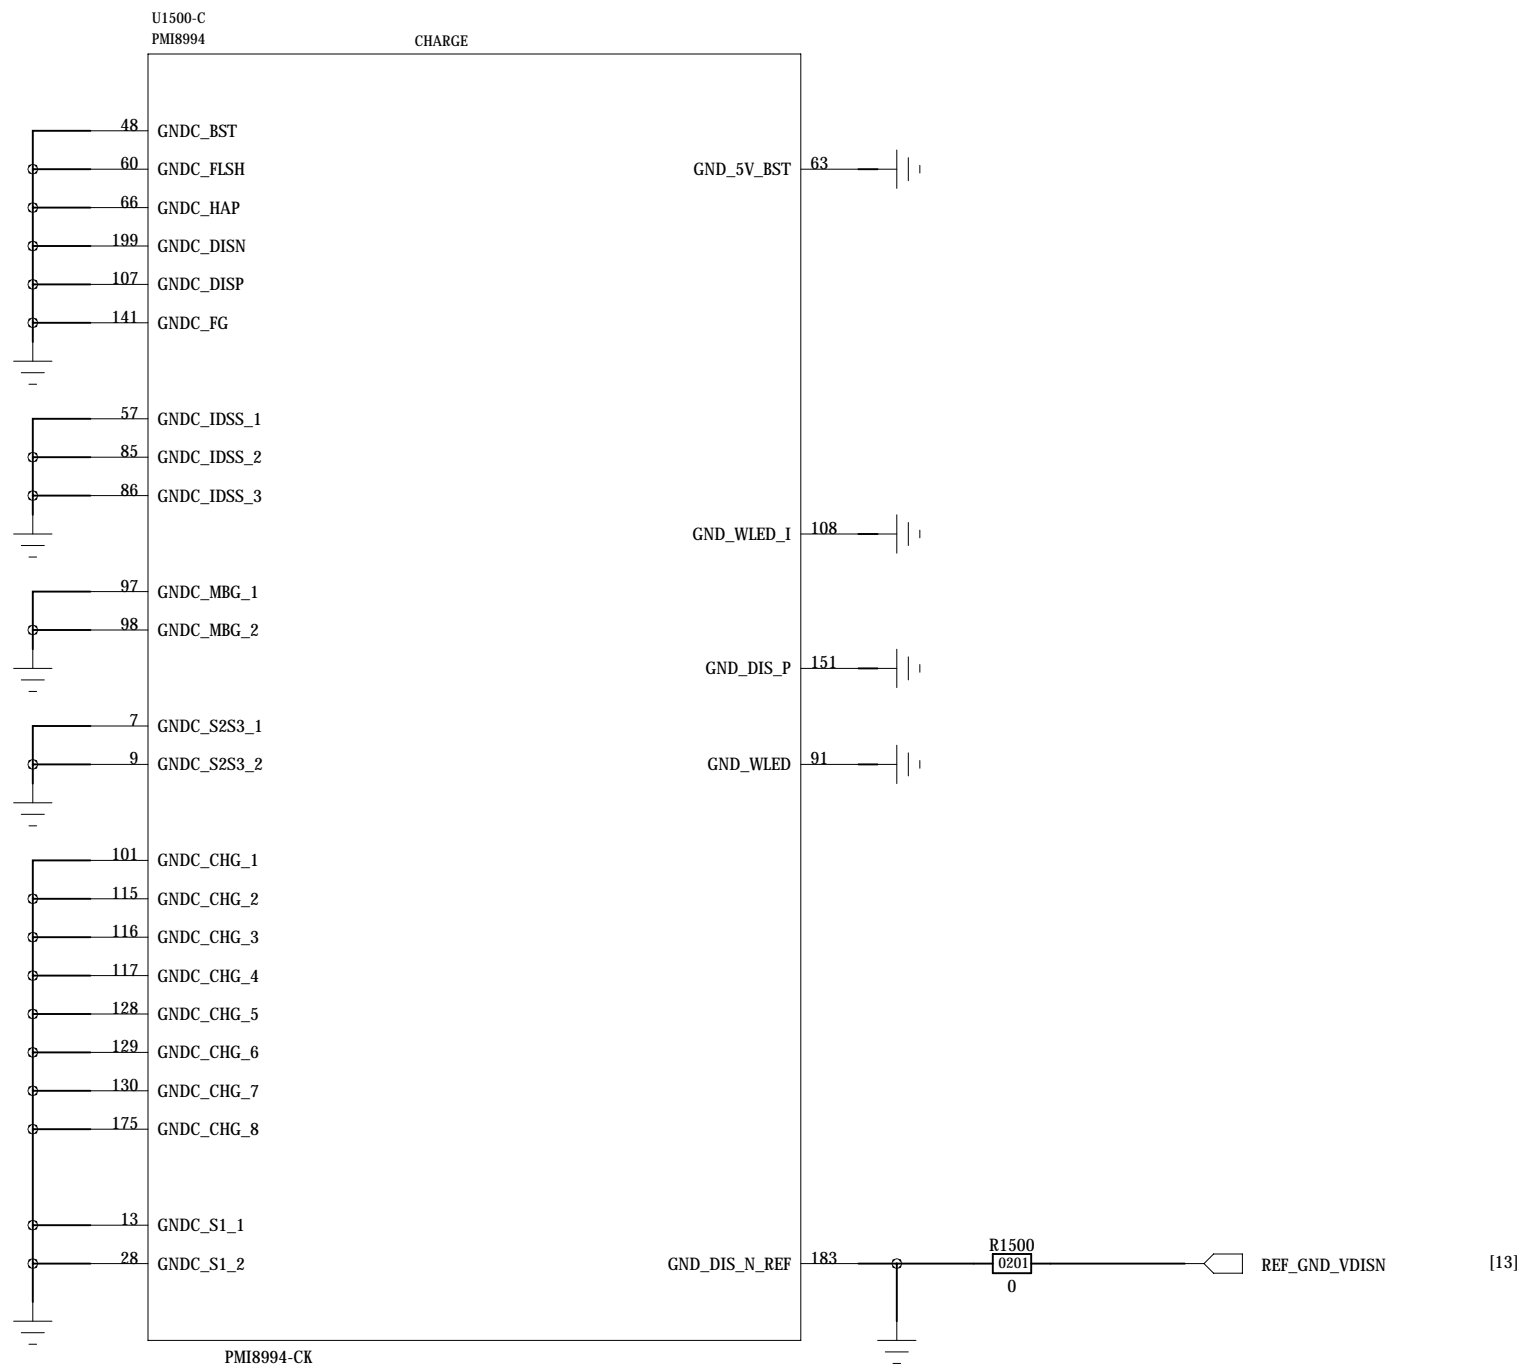 U1500-C
PMI8994
CHARGE
48 GNDC_BST
60 GNDC_FLSH
GND_5V_BST 63
66 GNDC_HAP
199 GNDC_DISN
107 GNDC_DISP
141 GNDC_FG
57 GNDC_IDSS_1
85 GNDC_IDSS_2
86 GNDC_IDSS_3
GND_WLED_I 108
97 GNDC_MBG_1
98 GNDC_MBG_2
GND_DIS_P 151
7 GNDC_S2S3_1
9 GNDC_S2S3_2
GND_WLED 91
101 GNDC_CHG_1
115 GNDC_CHG_2
116 GNDC_CHG_3
117 GNDC_CHG_4
128 GNDC_CHG_5
129 GNDC_CHG_6
130 GNDC_CHG_7
175 GNDC_CHG_8
13 GNDC_S1_1
28 GNDC_S1_2
GND_DIS_N_REF 183
R1500
0201
0
REF_GND_VDISN [13]
PMI8994-CK